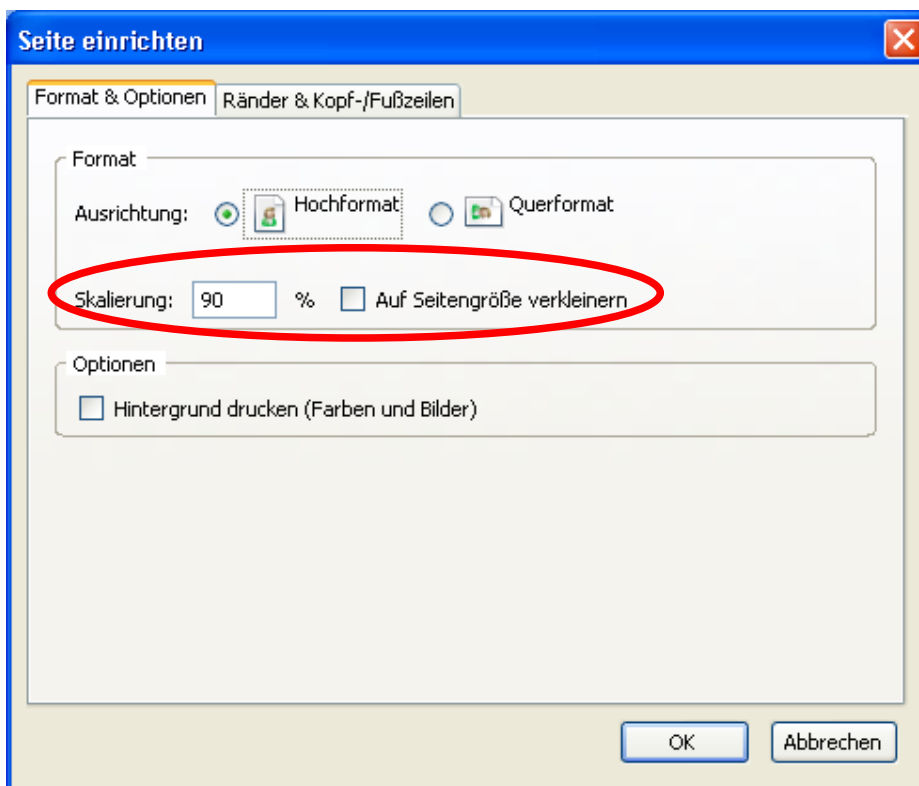 Seite einrichten
Format & Optionen Ränder & Kopf-/Fußzeilen
Format
Ausrichtung: Hochformat Querformat
Skalierung: 90 % Auf Seitengröße verkleinern
Optionen
Hintergrund drucken (Farben und Bilder)
OK Abbrechen